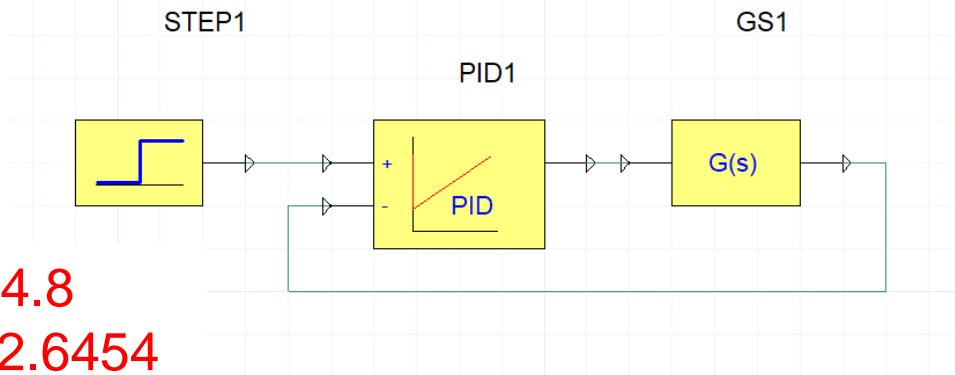 STEP1
GS1
PID1
+
G(s)
-
PID
4.8
2.6454